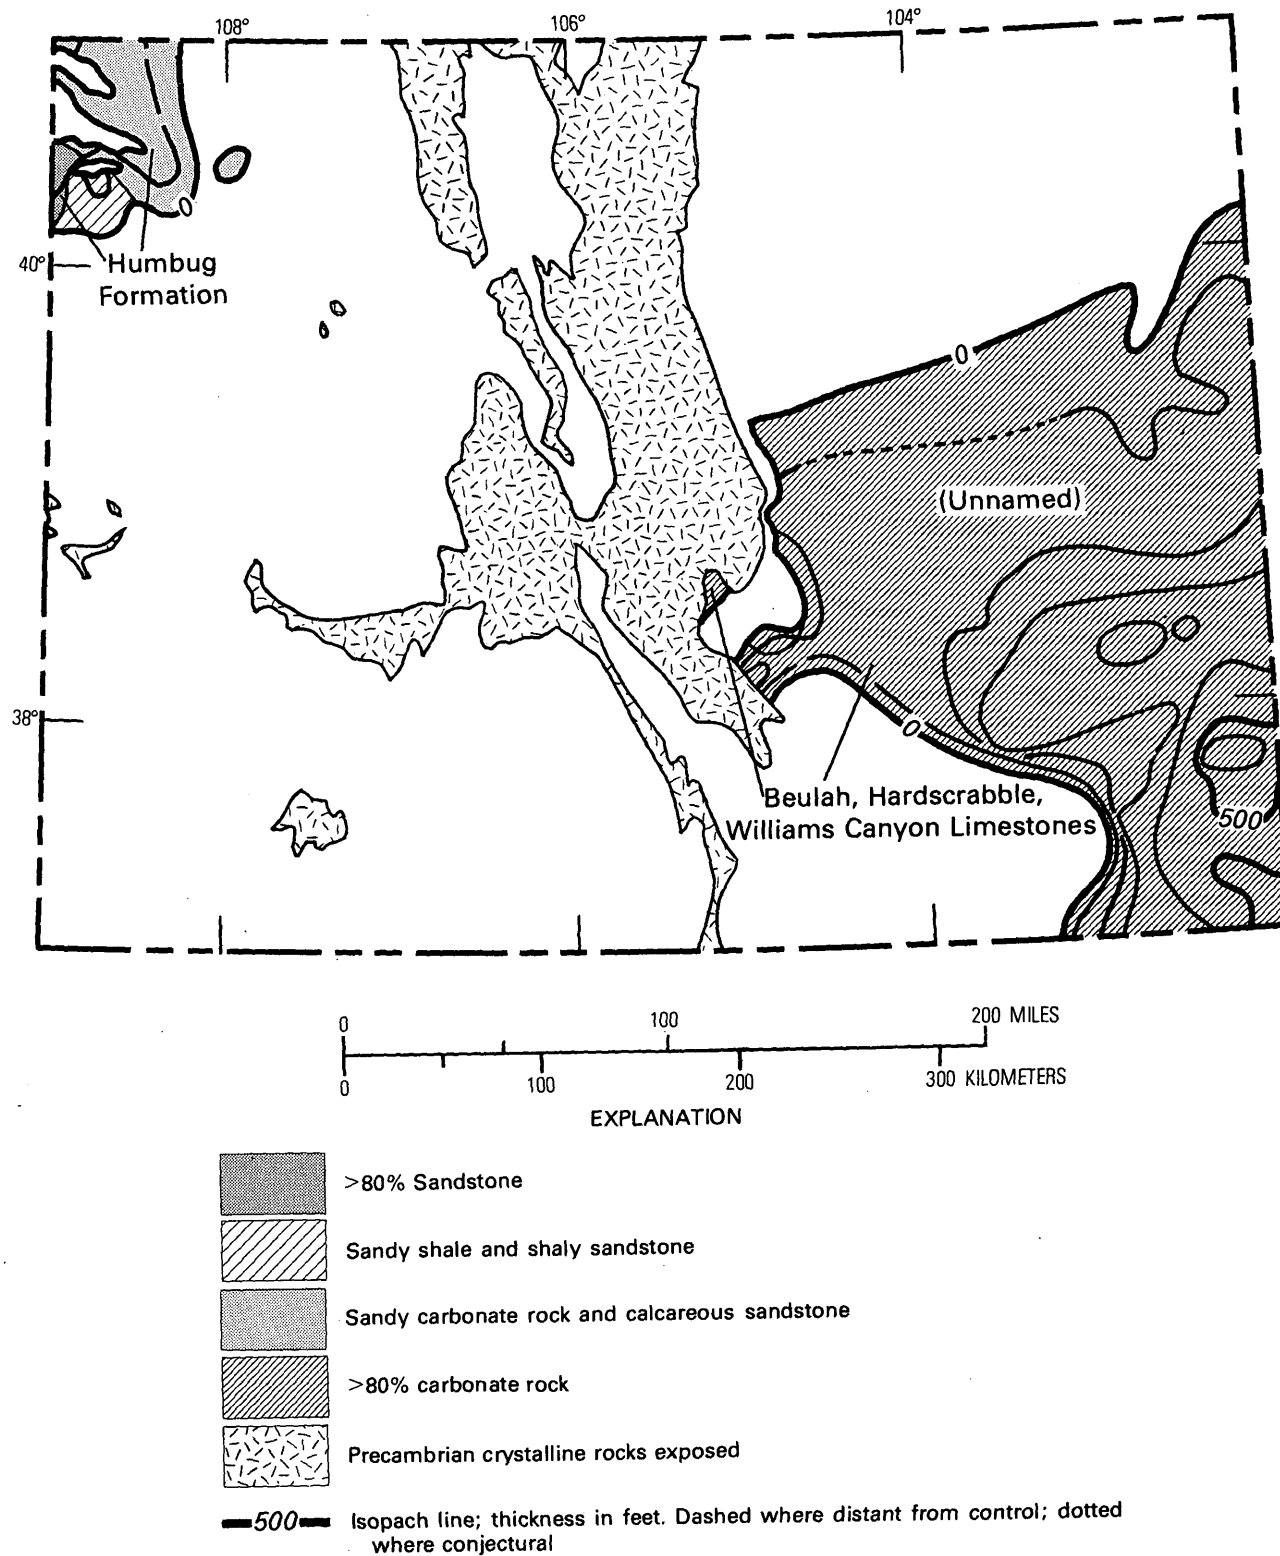 108°
106°
104°
0
40°
Humbug
Formation
0
(Unnamed)
38°
0
Beulah, Hardscrabble,
Williams Canyon Limestones
500
0 100 200 MILES
0 100 200 300 KILOMETERS
EXPLANATION
>80% Sandstone
Sandy shale and shaly sandstone
Sandy carbonate rock and calcareous sandstone
>80% carbonate rock
Precambrian crystalline rocks exposed
500 Isopach line; thickness in feet. Dashed where distant from control; dotted
where conjectural